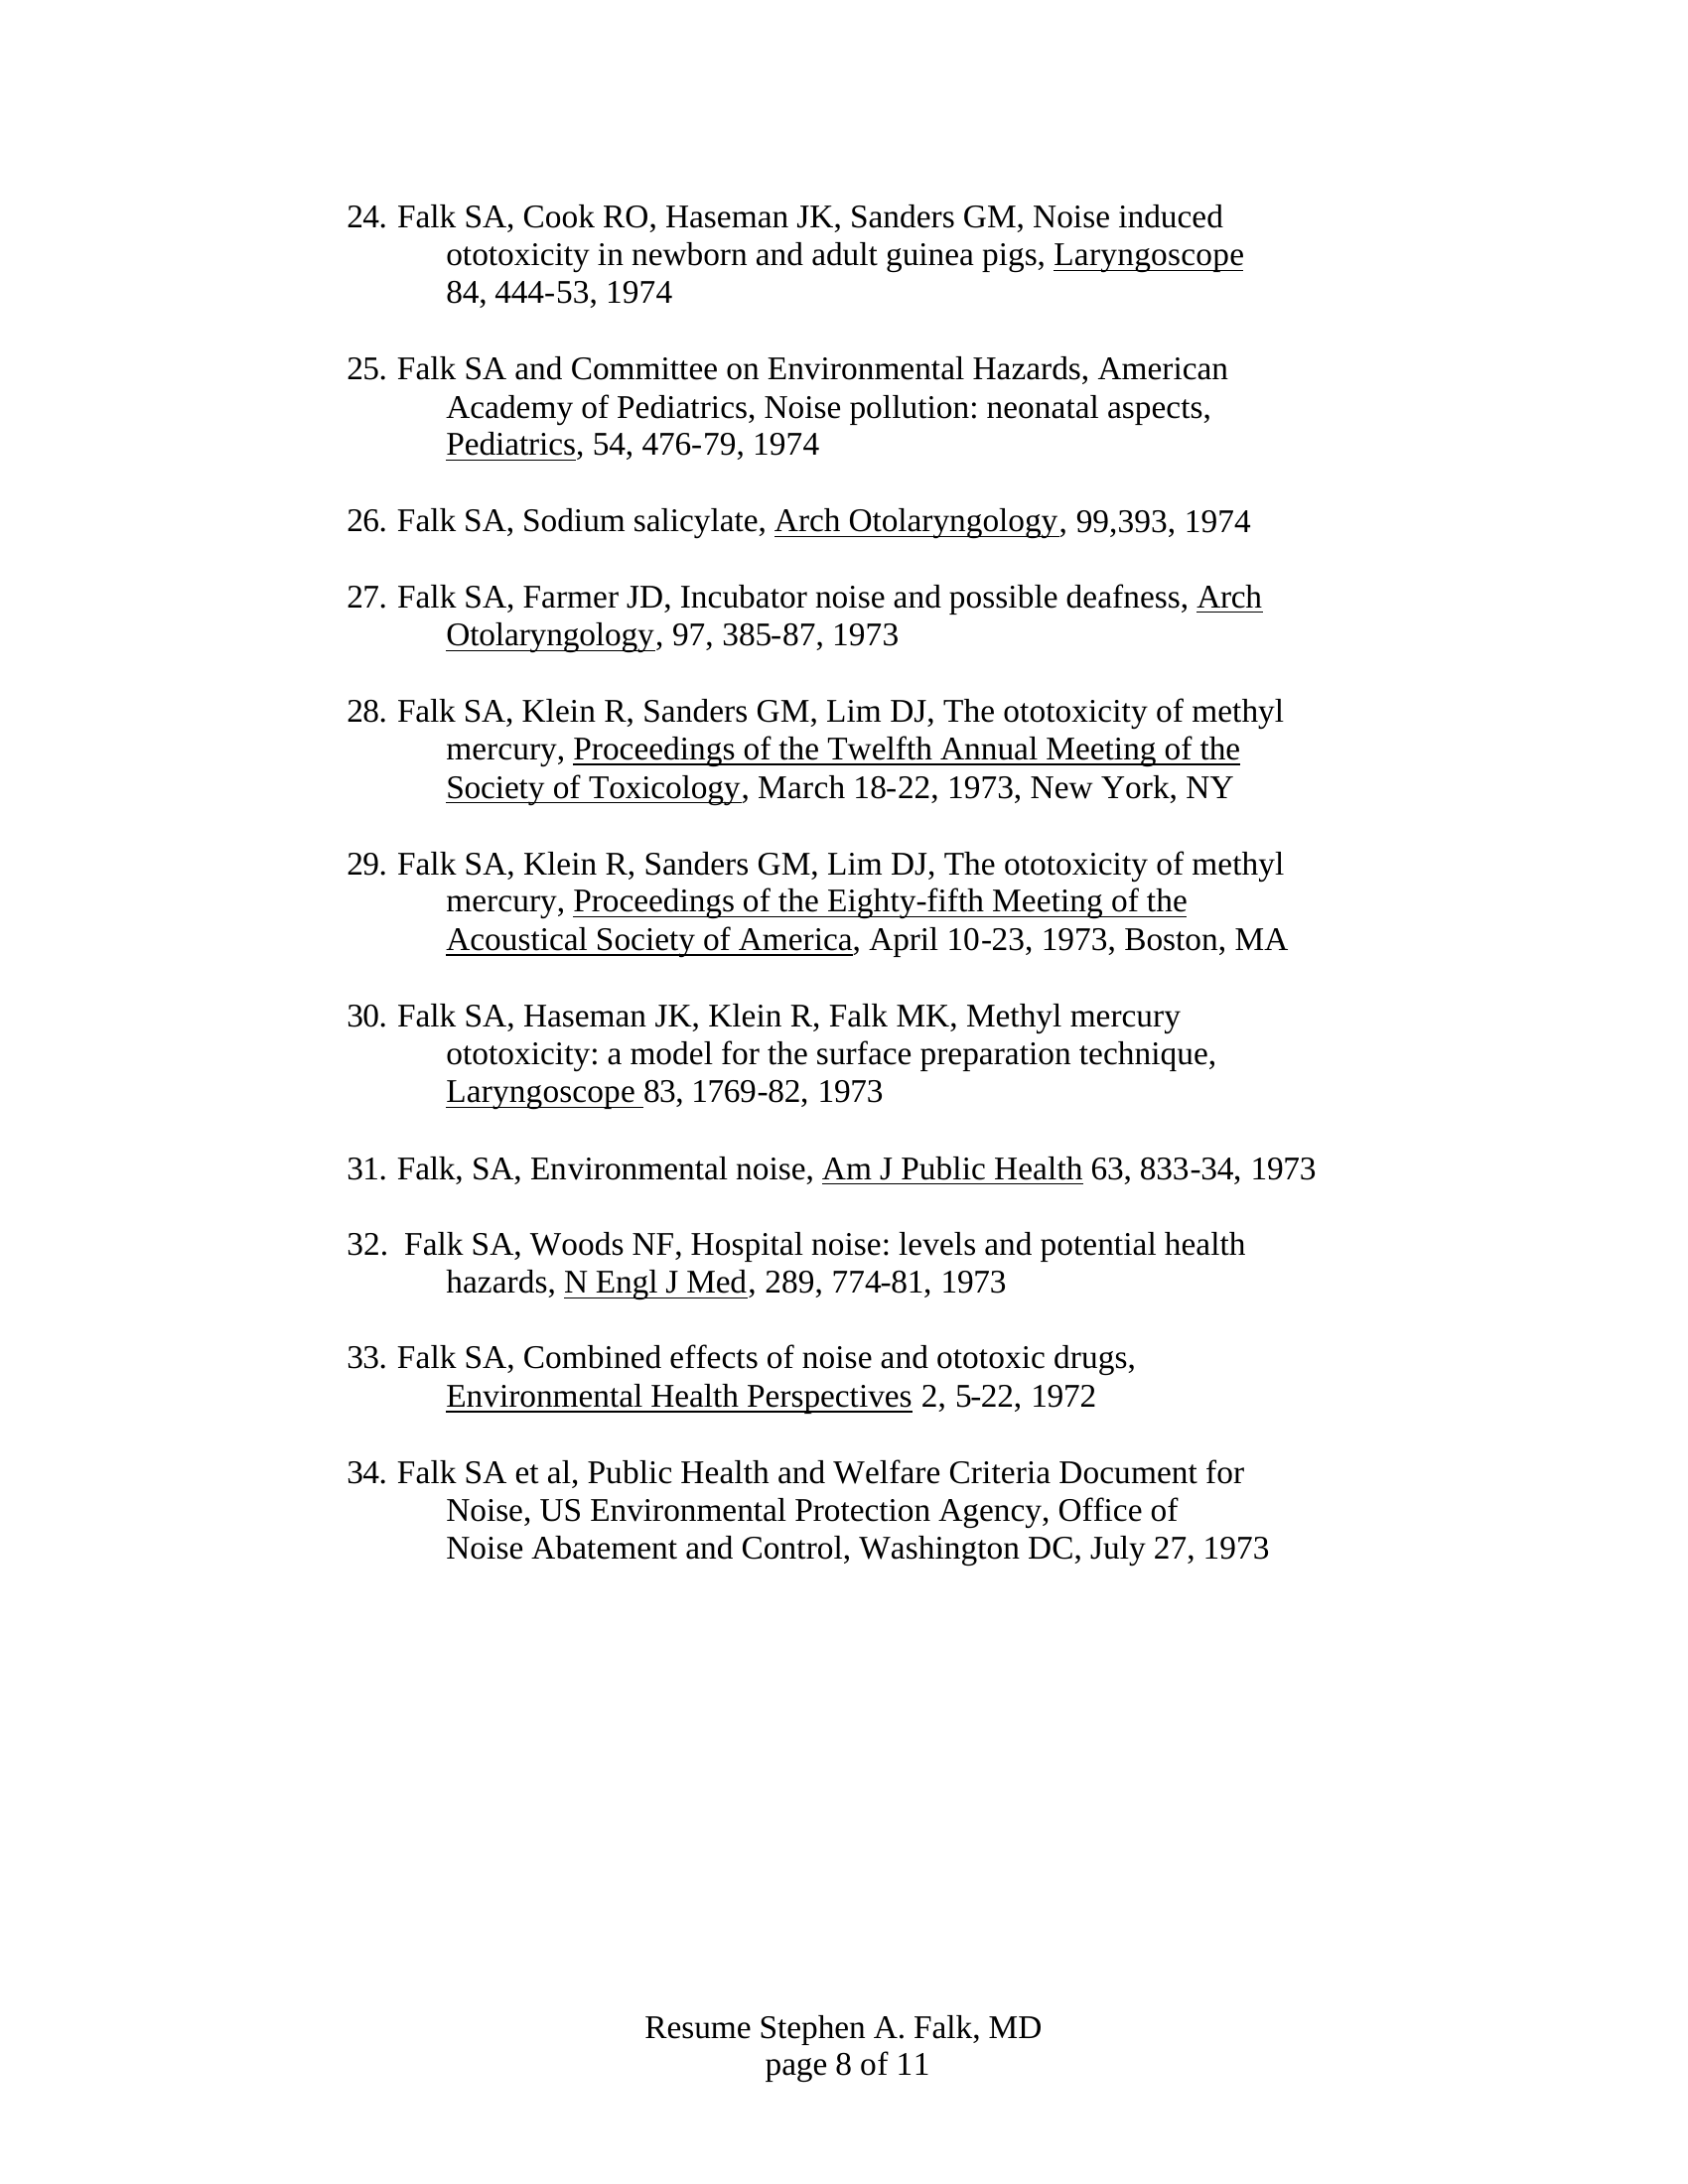 24. Falk SA, Cook RO, Haseman JK, Sanders GM, Noise induced
ototoxicity in newborn and adult guinea pigs, Laryngoscope
84, 444-53, 1974
25. Falk SA and Committee on Environmental Hazards, American
Academy of Pediatrics, Noise pollution: neonatal aspects,
Pediatrics, 54, 476-79, 1974
26. Falk SA, Sodium salicylate, Arch Otolaryngology, 99,393, 1974
27. Falk SA, Farmer JD, Incubator noise and possible deafness, Arch
Otolaryngology, 97, 385-87, 1973
28. Falk SA, Klein R, Sanders GM, Lim DJ, The ototoxicity of methyl
mercury, Proceedings of the Twelfth Annual Meeting of the
Society of Toxicology, March 18-22, 1973, New York, NY
29. Falk SA, Klein R, Sanders GM, Lim DJ, The ototoxicity of methyl
mercury, Proceedings of the Eighty-fifth Meeting of the
Acoustical Society of America, April 10-23, 1973, Boston, MA
30. Falk SA, Haseman JK, Klein R, Falk MK, Methyl mercury
ototoxicity: a model for the surface preparation technique,
Laryngoscope 83, 1769-82, 1973
31. Falk, SA, Environmental noise, Am J Public Health 63, 833-34, 1973
32. Falk SA, Woods NF, Hospital noise: levels and potential health
hazards, N Engl J Med, 289, 774-81, 1973
33. Falk SA, Combined effects of noise and ototoxic drugs,
Environmental Health Perspectives 2, 5-22, 1972
34. Falk SA et al, Public Health and Welfare Criteria Document for
Noise, US Environmental Protection Agency, Office of
Noise Abatement and Control, Washington DC, July 27, 1973
Resume Stephen A. Falk, MD
page 8 of 11